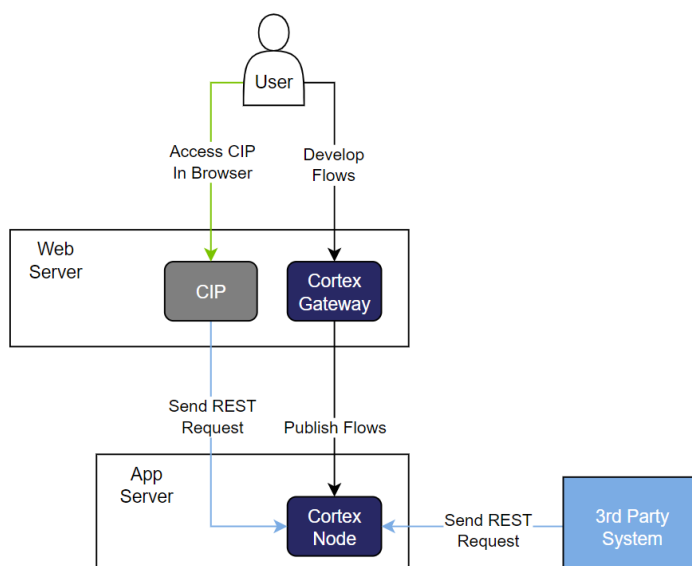 User
Access CIP
In Browser
Develop
Flows
Web
Server
CIP
Cortex
Gateway
Send REST
Request
Publish Flows
App
Server
Cortex
Node
Send REST
Request
3rd Party
System